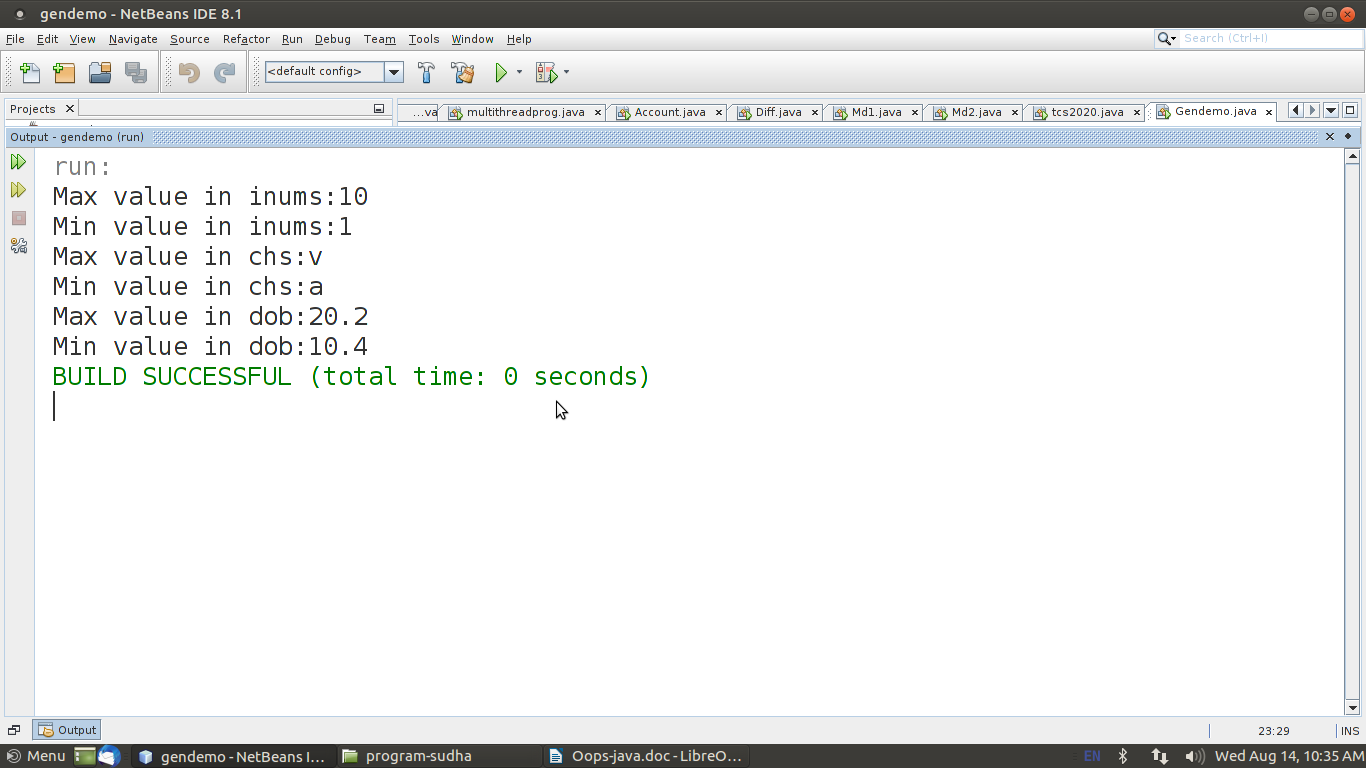 gendemo - NetBeans IDE 8.1
File Edit View Navigate Source Refactor Run Debug Team Tools Window Help
Search (Ctrl+I)
<default config>
Projects
...va multithreadprog.java Account.java Diff.java Md1.java Md2.java tcs2020.java Gendemo.java
Output - gendemo (run)
run:
Max value in inums:10
Min value in inums:1
Max value in chs:v
Min value in chs:a
Max value in dob:20.2
Min value in dob:10.4
BUILD SUCCESSFUL (total time: 0 seconds)
Output
23:29 INS
Menu gendemo - NetBeans I... program-sudha Oops-java.doc - LibreO... EN Wed Aug 14, 10:35 AM